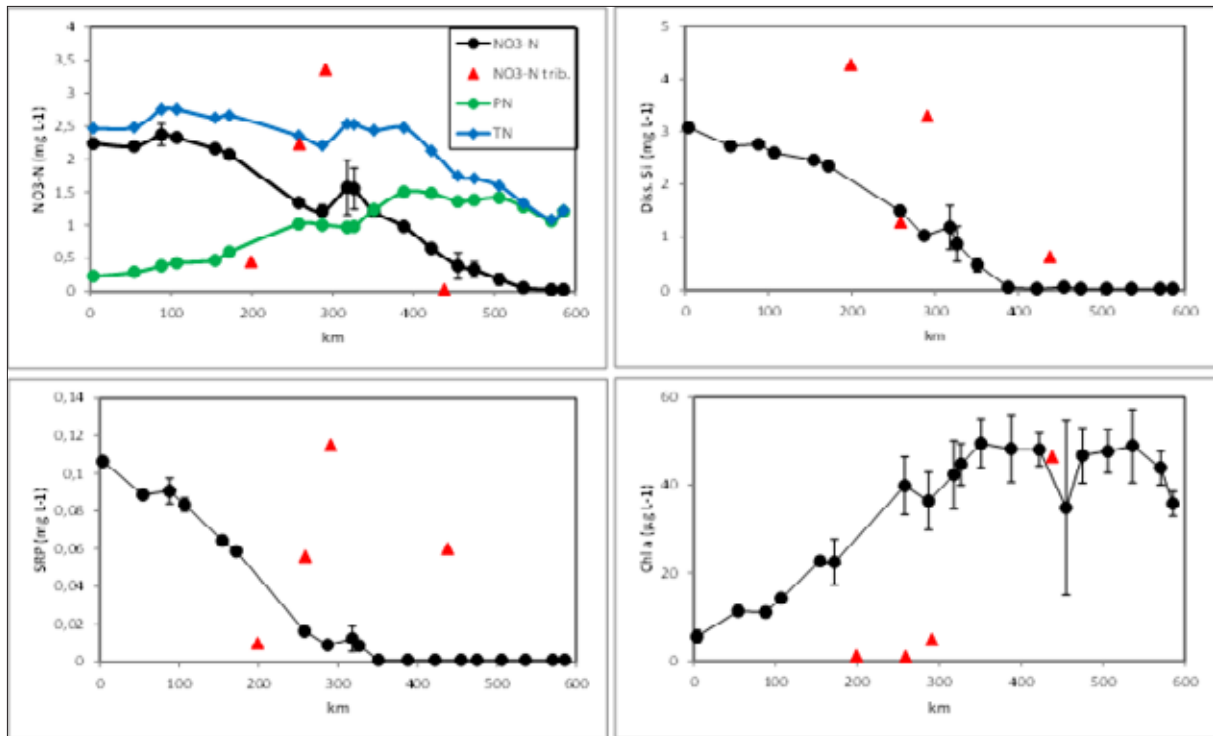 4
3,5
3
2,5
2
1,5
1
0,5
0
NO3-N (mg L-1)
NO3-N
NO3-N trib.
PN
TN
0 100 200 300 400 500 600
km
5
4
3
2
1
0
Diss. Si (mg L-1)
0 100 200 300 400 500 600
km
0,14
0,12
0,1
0,08
0,06
0,04
0,02
0
SRP (mg L-1)
0 100 200 300 400 500 600
km
60
40
20
0
Chl a (µg L-1)
0 100 200 300 400 500 600
km